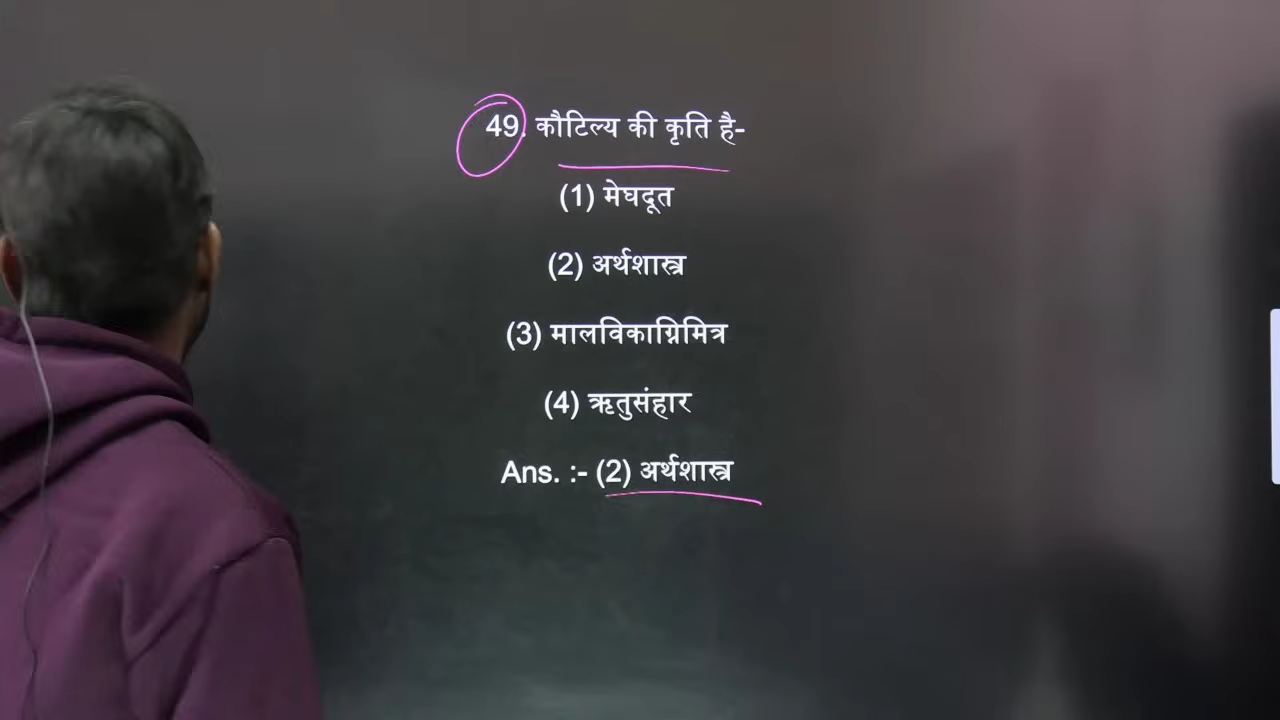 49. कौटिल्य की कृति है-
(1) मेघदूत
(2) अर्थशास्त्र
(3) मालविकाग्निमित्र
(4) ऋतुसंहार
Ans. :- (2) अर्थशास्त्र